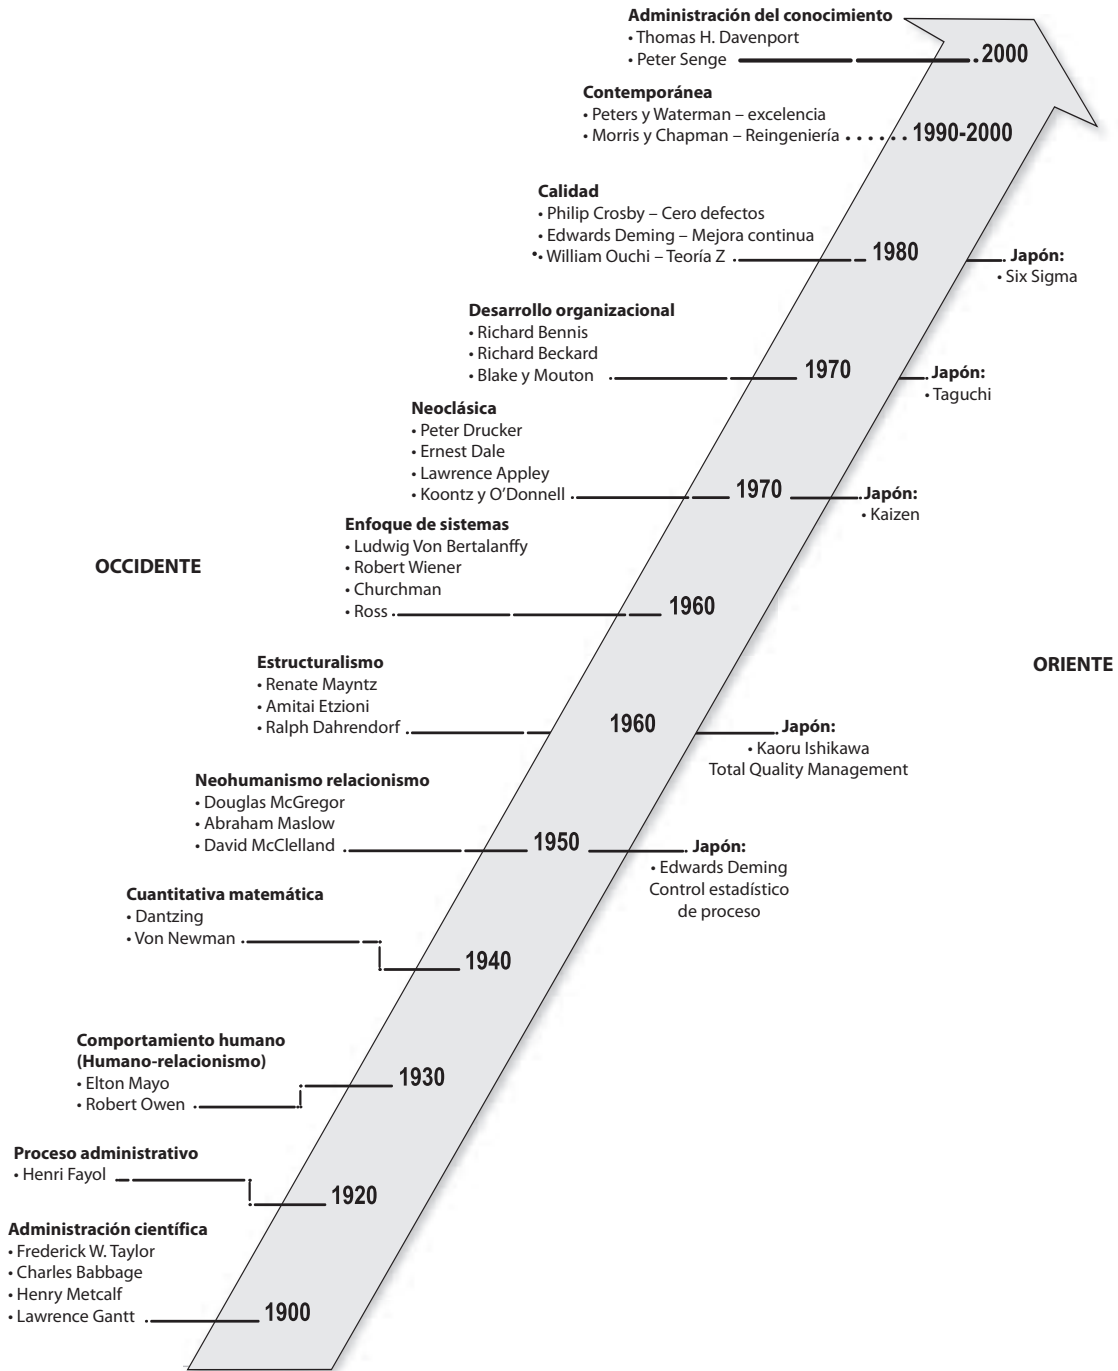 Administración del conocimiento
• Thomas H. Davenport
• Peter Senge
2000
Contemporánea
• Peters y Waterman – excelencia
• Morris y Chapman – Reingeniería
1990-2000
Calidad
• Philip Crosby – Cero defectos
• Edwards Deming – Mejora continua
• William Ouchi – Teoría Z
1980
Japón:
• Six Sigma
Desarrollo organizacional
• Richard Bennis
• Richard Beckard
• Blake y Mouton
1970
Japón:
• Taguchi
Neoclásica
• Peter Drucker
• Ernest Dale
• Lawrence Appley
• Koontz y O’Donnell
1970
Japón:
• Kaizen
Enfoque de sistemas
• Ludwig Von Bertalanffy
• Robert Wiener
• Churchman
• Ross
1960
OCCIDENTE
ORIENTE
Estructuralismo
• Renate Mayntz
• Amitai Etzioni
• Ralph Dahrendorf
1960
Japón:
• Kaoru Ishikawa
Total Quality Management
Neohumanismo relacionismo
• Douglas McGregor
• Abraham Maslow
• David McClelland
1950
Japón:
• Edwards Deming
Control estadístico
de proceso
Cuantitativa matemática
• Dantzing
• Von Newman
1940
Comportamiento humano
(Humano-relacionismo)
• Elton Mayo
• Robert Owen
1930
Proceso administrativo
• Henri Fayol
1920
Administración científica
• Frederick W. Taylor
• Charles Babbage
• Henry Metcalf
• Lawrence Gantt
1900